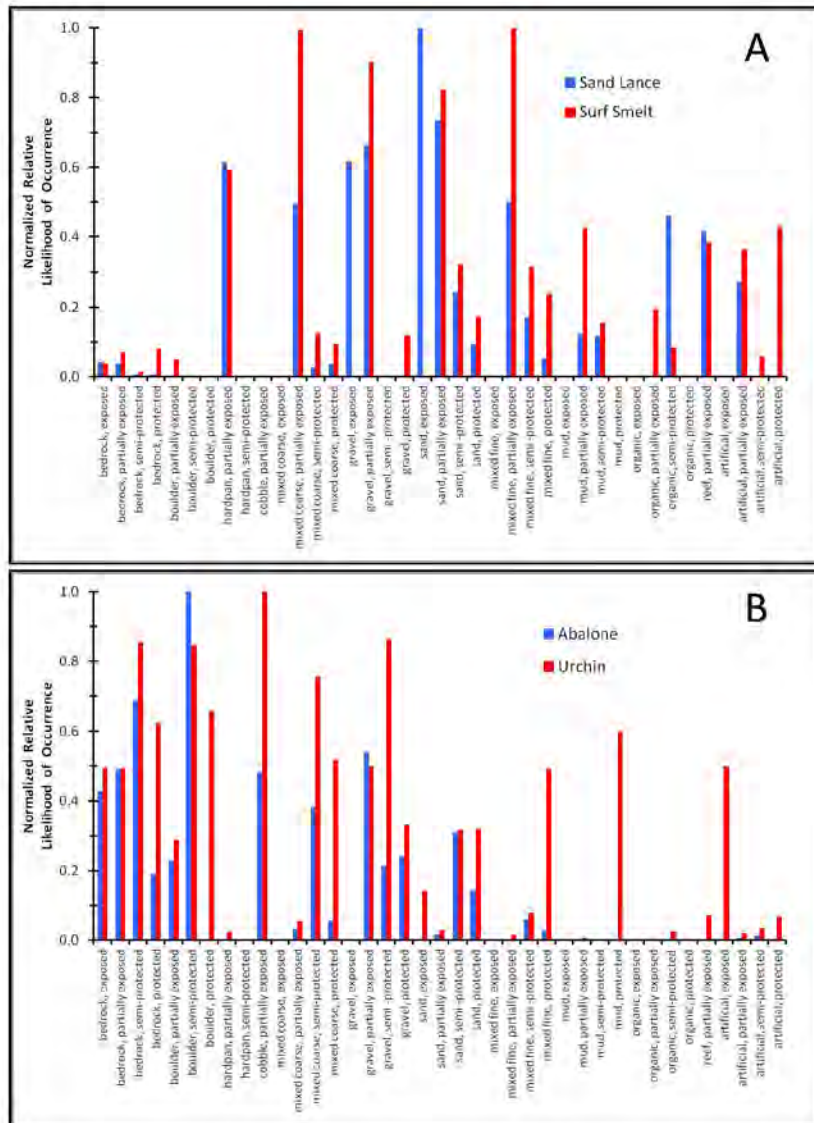 A
1.0
Sand Lance
0.8
Surf Smelt
Normalized Relative
Likelihood of Occurrence
0.6
0.4
0.2
0.0
bedrock, exposed
bedrock, partially exposed
bedrock, semi-protected
bedrock, protected
boulder, partially exposed
boulder, semi-protected
boulder, protected
hardpan, partially exposed
hardpan, semi-protected
cobble, partially exposed
mixed coarse, exposed
mixed coarse, partially exposed
mixed coarse, semi-protected
mixed coarse, protected
gravel, exposed
gravel, partially exposed
gravel, semi -protected
gravel, protected
sand, exposed
sand, partially exposed
sand, semi-protected
sand, protected
mixed fine, exposed
mixed fine, partially exposed
mixed fine, semi -protected
mixed fine, protected
mud, exposed
mud, partially exposed
mud, semi-protected
mud, protected
organic, exposed
organic, partially exposed
organic, semi-protected
organic, protected
reef, partially exposed
artificial, exposed
artificial, partially exposed
artificial, semi-protected
artificial, protected
B
1.0
Abalone
0.8
Urchin
Normalized Relative
Likelihood of Occurrence
0.6
0.4
0.2
0.0
bedrock, exposed
bedrock, partially exposed
bedrock, semi-protected
bedrock, protected
boulder, partially exposed
boulder, semi-protected
boulder, protected
hardpan, partially exposed
hardpan, semi-protected
cobble, partially exposed
mixed coarse, exposed
mixed coarse, partially exposed
mixed coarse, semi-protected
mixed coarse, protected
gravel, exposed
gravel, partially exposed
gravel, semi -protected
gravel, protected
sand, exposed
sand, partially exposed
sand, semi-protected
sand, protected
mixed fine, exposed
mixed fine, partially exposed
mixed fine, semi -protected
mixed fine, protected
mud, exposed
mud, partially exposed
mud, semi-protected
mud, protected
organic, exposed
organic, partially exposed
organic, semi-protected
organic, protected
reef, partially exposed
artificial, exposed
artificial, partially exposed
artificial, semi-protected
artificial, protected